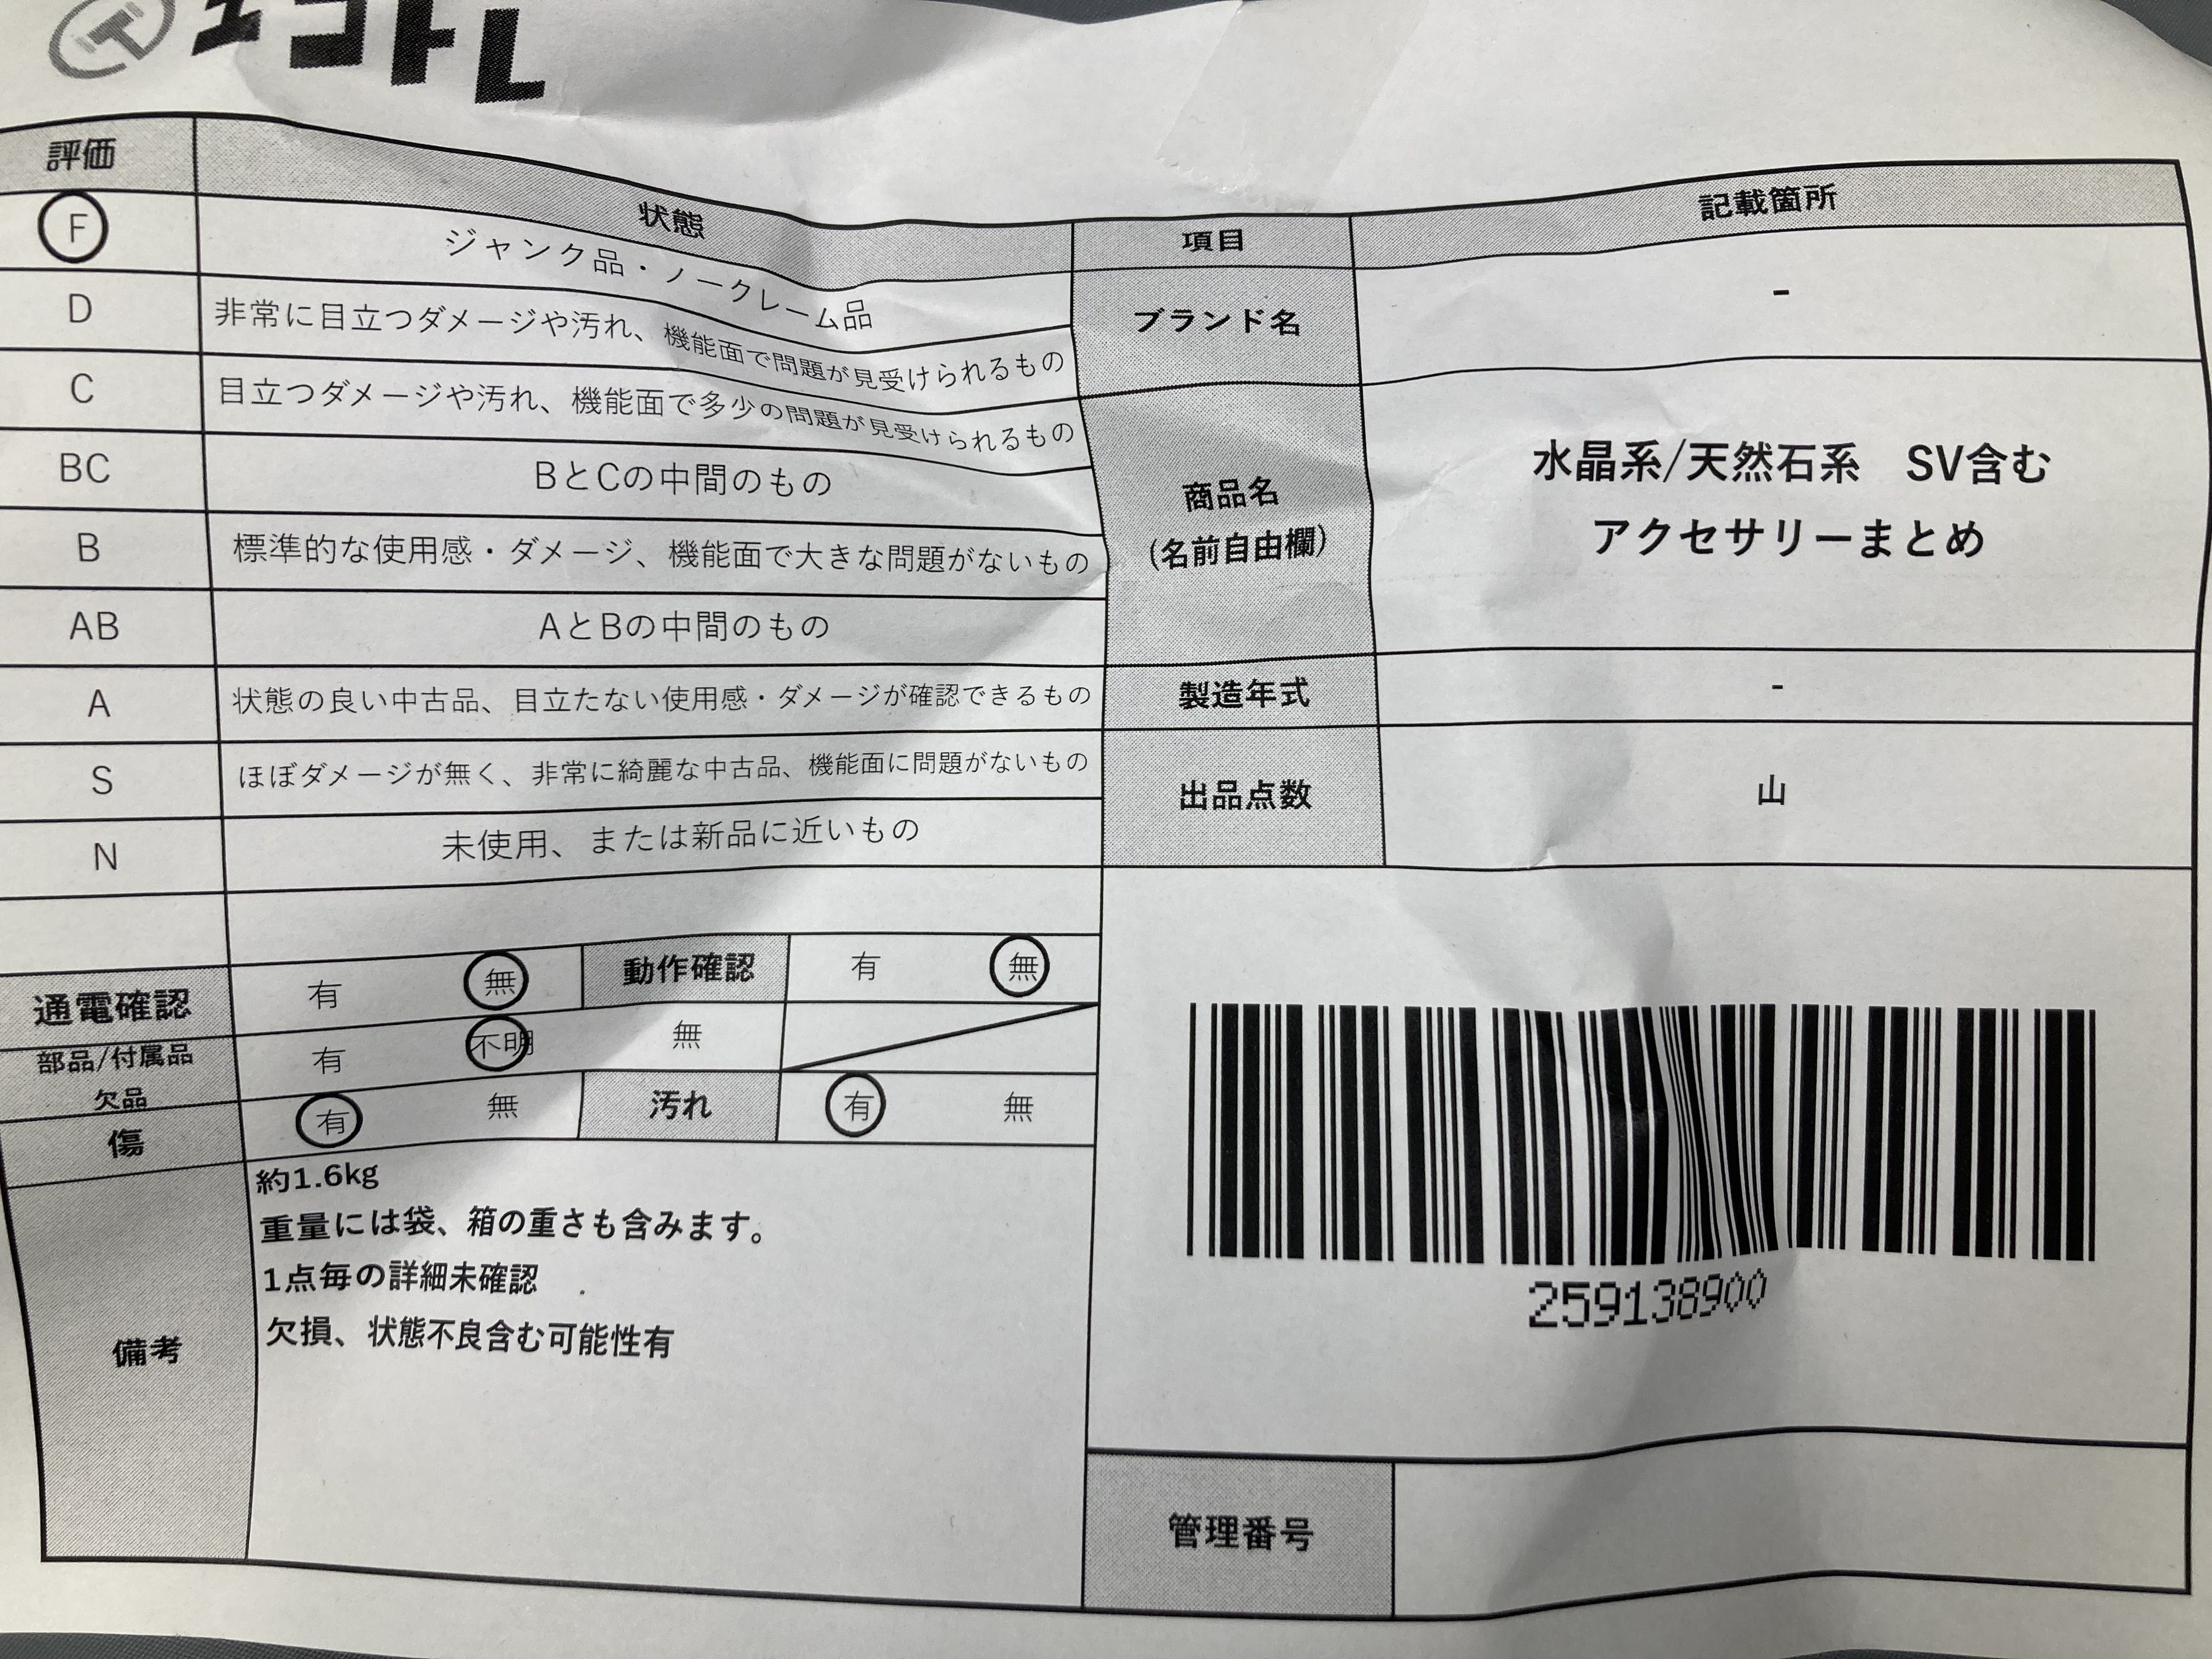 評価
状態
F
ジャンク品・ノークレーム品
D
非常に目立つダメージや汚れ、機能面で問題が見受けられるもの
C
目立つダメージや汚れ、機能面で多少の問題が見受けられるもの
BC
BとCの中間のもの
B
標準的な使用感・ダメージ、機能面で大きな問題がないもの
AB
AとBの中間のもの
A
状態の良い中古品、目立たない使用感・ダメージが確認できるもの
S
ほぼダメージが無く、非常に綺麗な中古品、機能面に問題がないもの
N
未使用、または新品に近いもの
通電確認
有 無
動作確認
有 無
部品/付属品
欠品
有 不明 無
傷
有 無
汚れ
有 無
備考
約1.6kg
重量には袋、箱の重さも含みます。
1点毎の詳細未確認
欠損、状態不良含む可能性有
項目
記載箇所
ブランド名
-
商品名
(名前自由欄)
水晶系/天然石系 SV含む
アクセサリーまとめ
製造年式
-
出品点数
山
259138900
管理番号